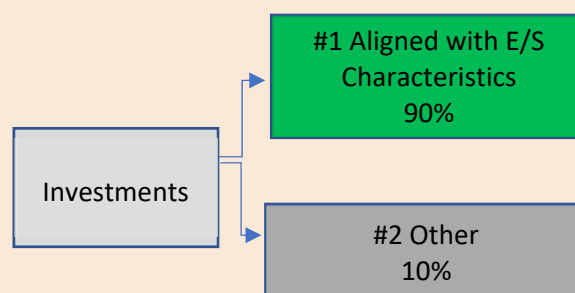 #1 Aligned with E/S
Characteristics
90%
Investments
#2 Other
10%